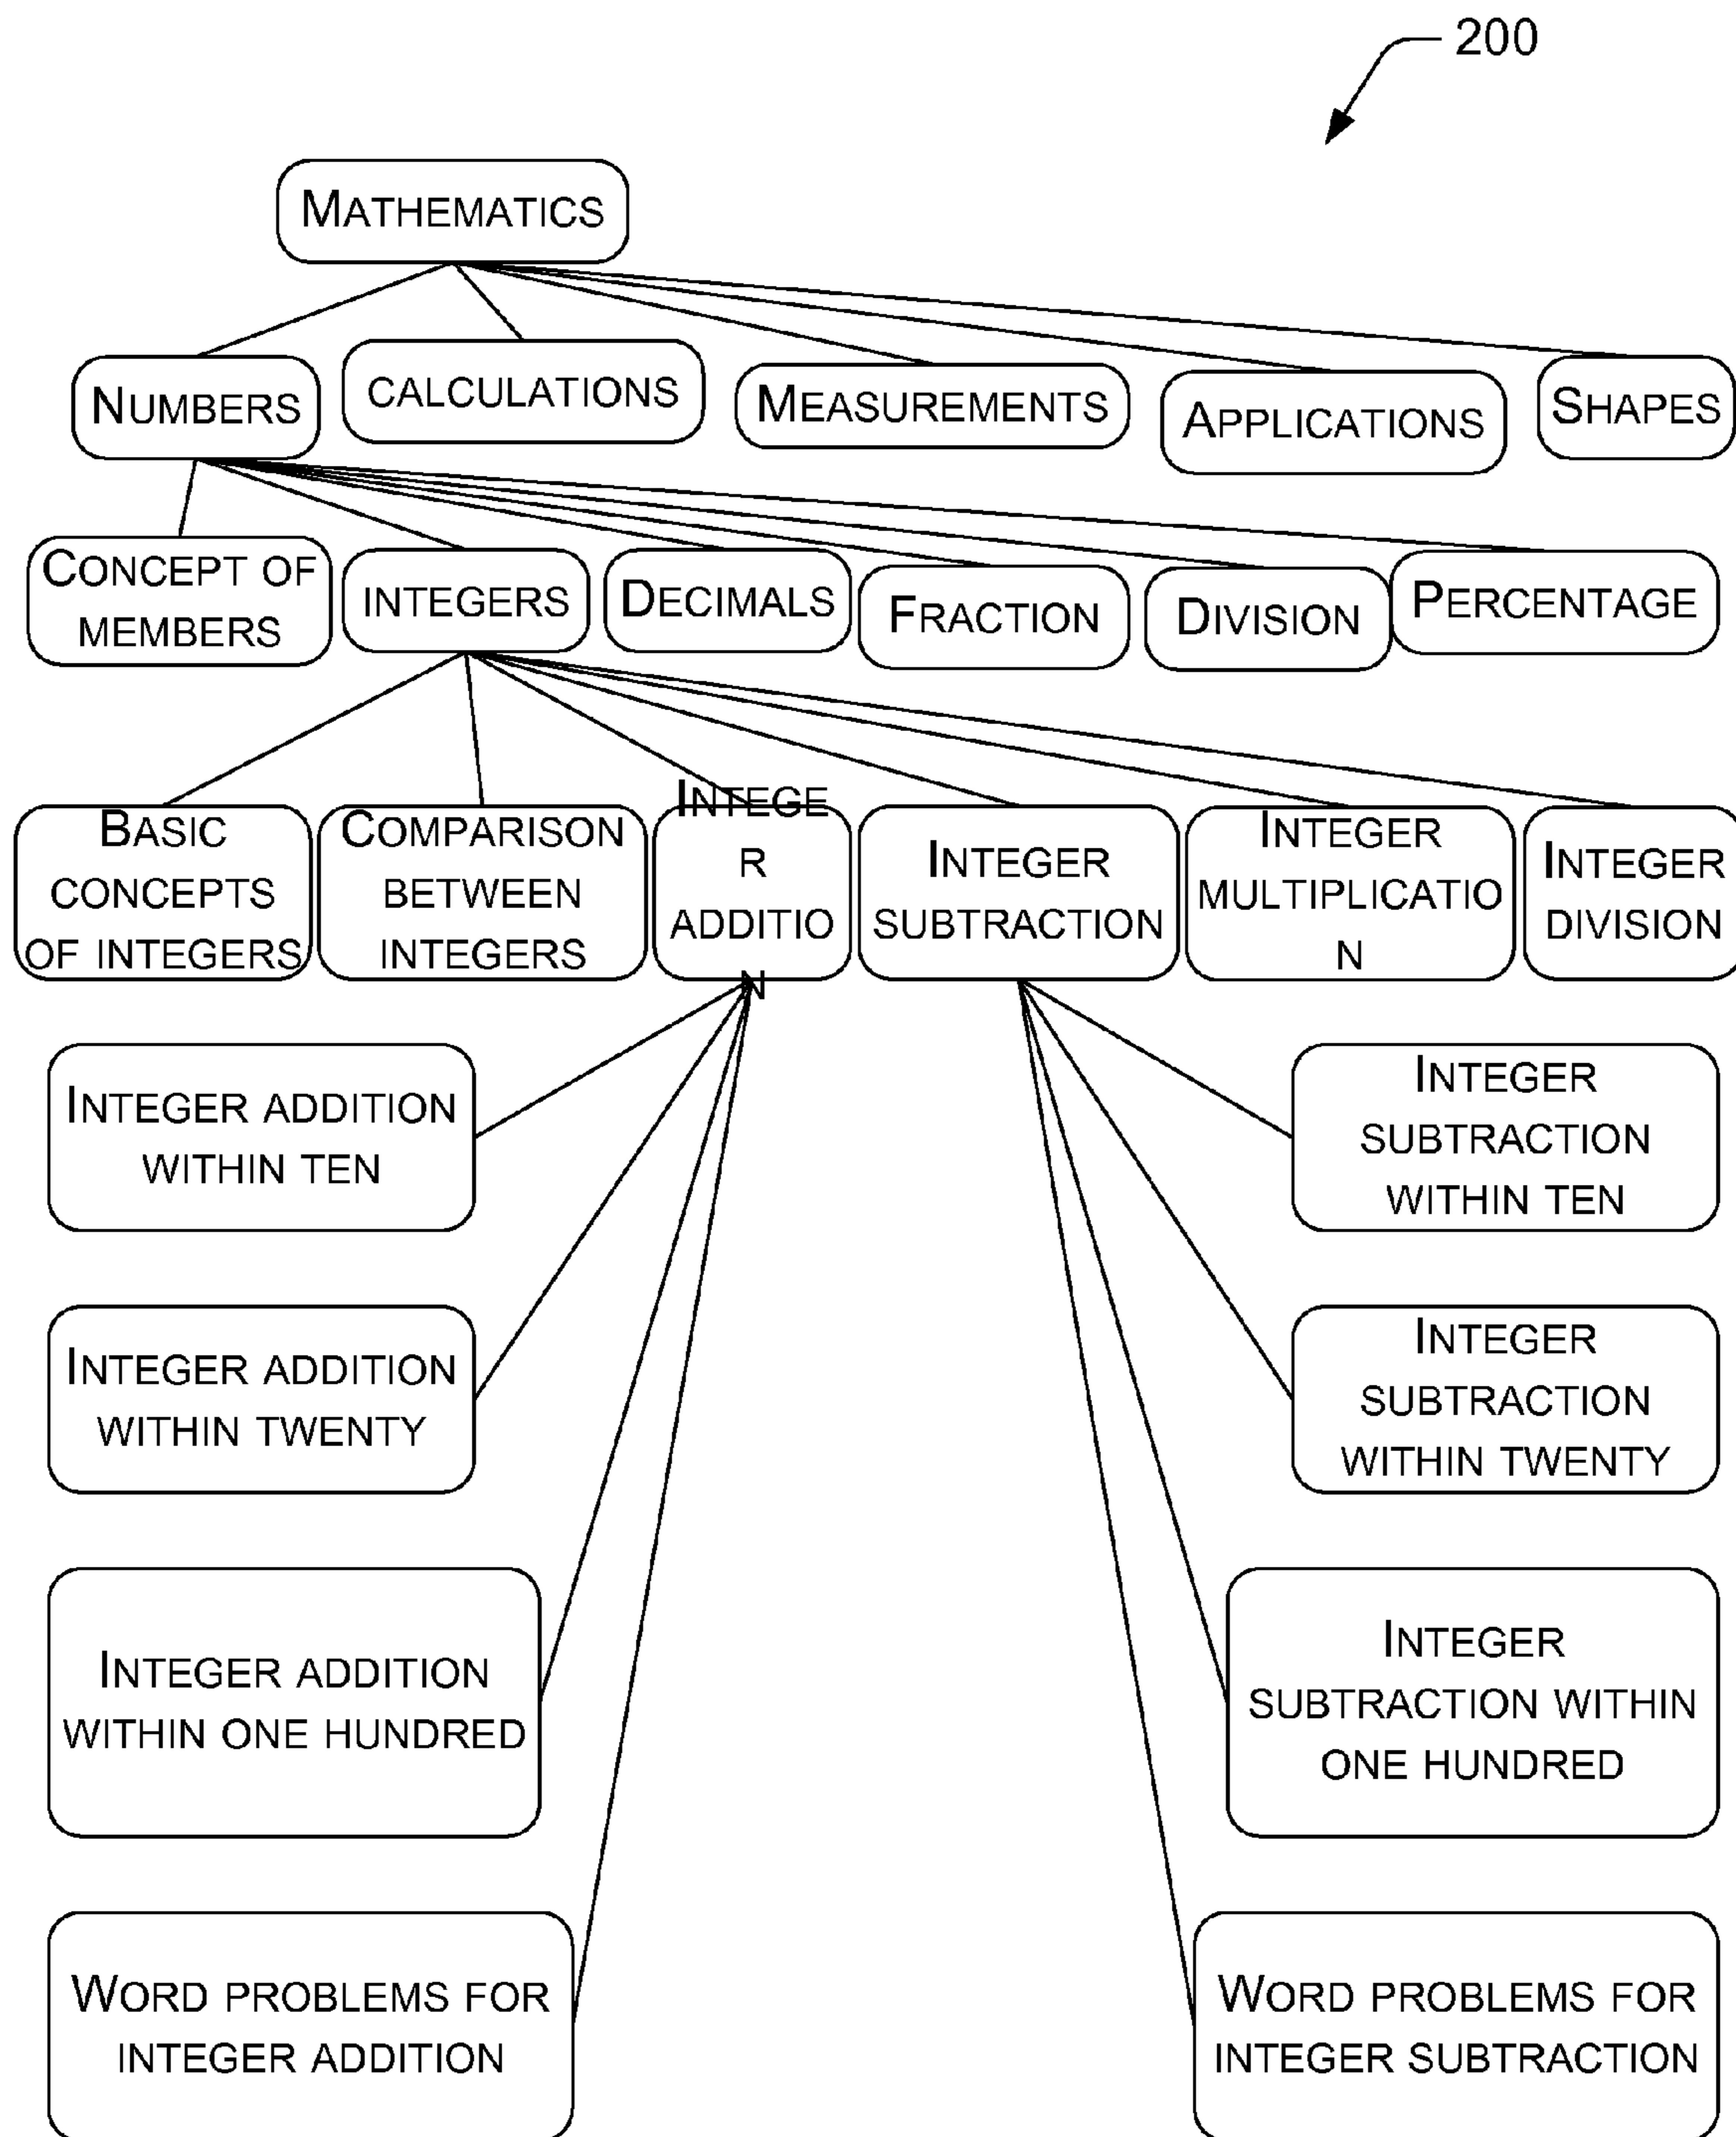 200
MATHEMATICS
NUMBERS
CALCULATIONS
MEASUREMENTS
APPLICATIONS
SHAPES
CONCEPT OF
MEMBERS
INTEGERS
DECIMALS
FRACTION
DIVISION
PERCENTAGE
BASIC
CONCEPTS
OF INTEGERS
COMPARISON
BETWEEN
INTEGERS
INTEGE
R
ADDITIO
N
INTEGER
SUBTRACTION
INTEGER
MULTIPLICATIO
N
INTEGER
DIVISION
INTEGER ADDITION
WITHIN TEN
INTEGER
SUBTRACTION
WITHIN TEN
INTEGER ADDITION
WITHIN TWENTY
INTEGER
SUBTRACTION
WITHIN TWENTY
INTEGER ADDITION
WITHIN ONE HUNDRED
INTEGER
SUBTRACTION WITHIN
ONE HUNDRED
WORD PROBLEMS FOR
INTEGER ADDITION
WORD PROBLEMS FOR
INTEGER SUBTRACTION